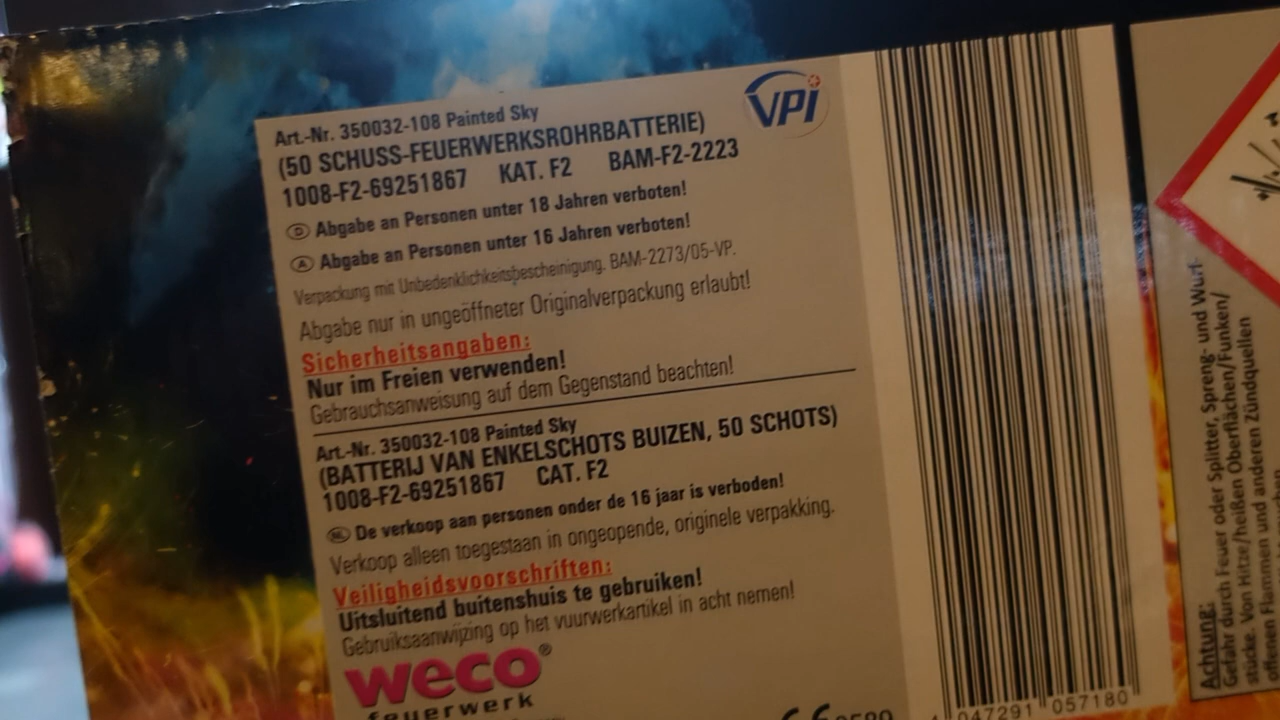 Art.-Nr. 350032-108 Painted Sky
VPi
(50 SCHUSS-FEUERWERKSROHRBATTERIE)
1008-F2-69251867 KAT. F2 BAM-F2-2223
D Abgabe an Personen unter 18 Jahren verboten!
A Abgabe an Personen unter 16 Jahren verboten!
Verpackung mit Unbedenklichkeitsbescheinigung. BAM-2273/05-VP.
Abgabe nur in ungeöffneter Originalverpackung erlaubt!
Sicherheitsangaben:
Nur im Freien verwenden!
Gebrauchsanweisung auf dem Gegenstand beachten!
Art.-Nr. 350032-108 Painted Sky
(BATTERIJ VAN ENKELSCHOTS BUIZEN, 50 SCHOTS)
1008-F2-69251867 CAT. F2
NL De verkoop aan personen onder de 16 jaar is verboden!
Verkoop alleen toegestaan in ongeopende, originele verpakking.
Veiligheidsvoorschriften:
Uitsluitend buitenshuis te gebruiken!
Gebruiksaanwijzing op het vuurwerkartikel in acht nemen!
weco®
feuerwerk
CE
4 047291 057180
Achtung:
Gefahr durch Feuer oder Splitter, Spreng- und Wurf-
stücke. Von Hitze/heißen Oberflächen/Funken/
offenen Flammen und anderen Zündquellen